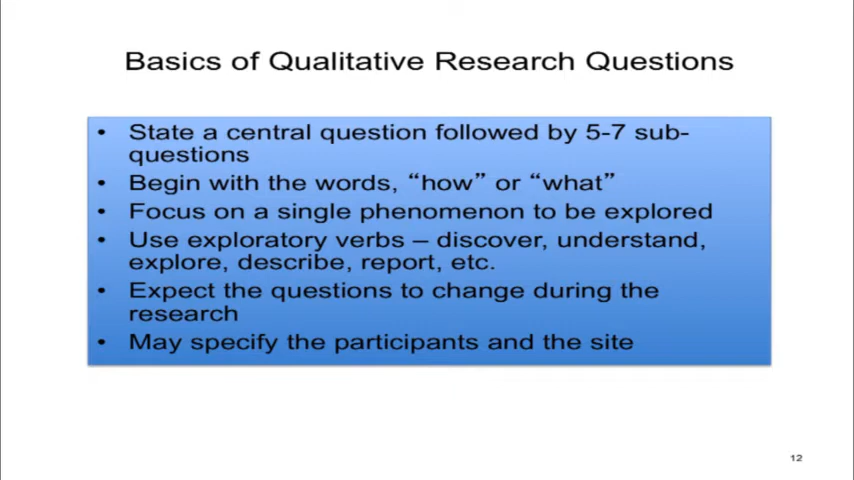 Basics of Qualitative Research Questions
• State a central question followed by 5-7 sub-
questions
• Begin with the words, “how” or “what”
• Focus on a single phenomenon to be explored
• Use exploratory verbs – discover, understand,
explore, describe, report, etc.
• Expect the questions to change during the
research
• May specify the participants and the site
12